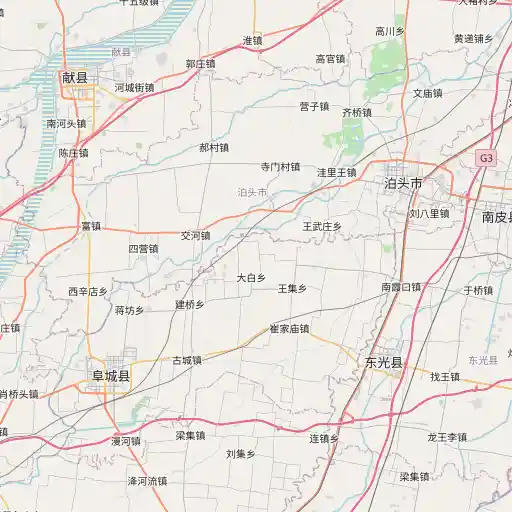 十五级镇
大褚村乡
高川乡
淮镇
黄递铺乡
献县
高官镇
郭庄镇
献县
河城街镇
文庙镇
营子镇
齐桥镇
南河头镇
郝村镇
陈庄镇
G3
寺门村镇
洼里王镇
泊头市
泊头市
刘八里镇
南皮县
富镇
王武庄乡
交河镇
四营镇
大白乡
西辛店乡
王集乡
南霞口镇
于桥镇
建桥乡
蒋坊乡
庄镇
崔家庙镇
古城镇
东光县
东光县
阜城县
找王镇
肖桥头镇
镇
梁集镇
漫河镇
连镇乡
龙王李镇
刘集乡
梁集镇
洚河流镇